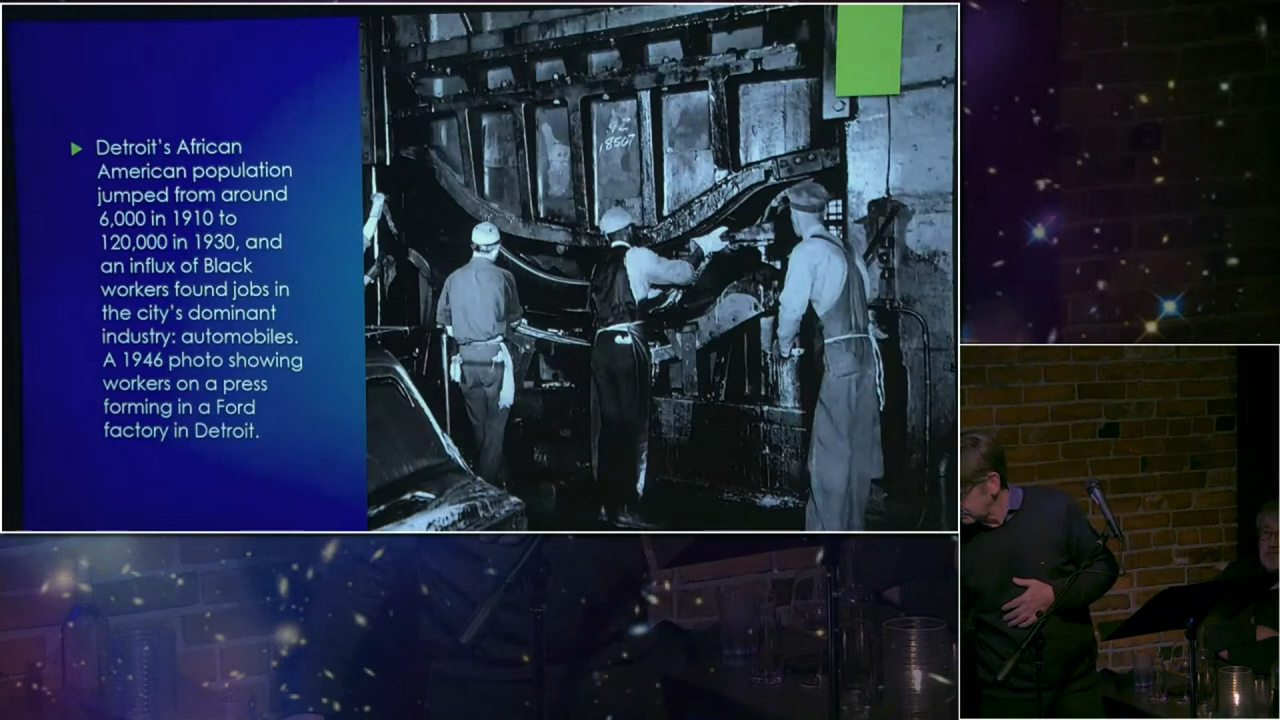 Detroit's African
American population
jumped from around
6,000 in 1910 to
120,000 in 1930, and
an influx of Black
workers found jobs in
the city's dominant
industry: automobiles.
A 1946 photo showing
workers on a press
forming in a Ford
factory in Detroit.
18507